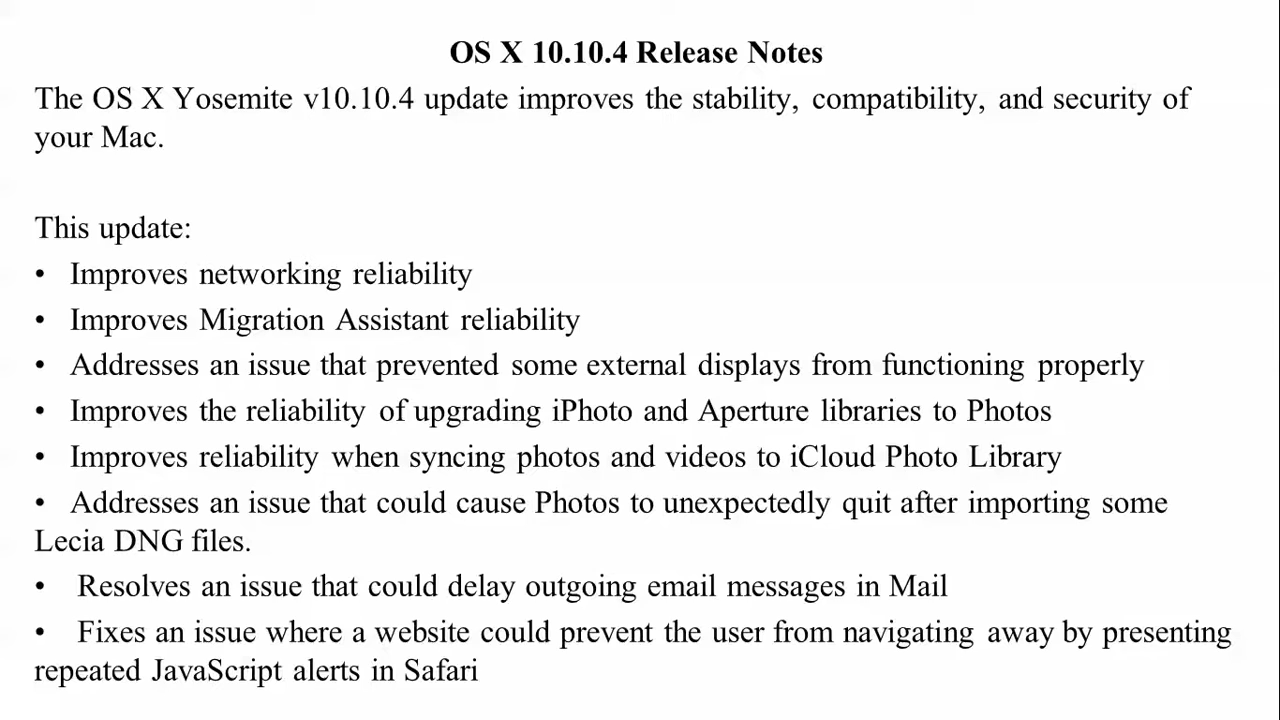 OS X 10.10.4 Release Notes
The OS X Yosemite v10.10.4 update improves the stability, compatibility, and security of
your Mac.
This update:
• Improves networking reliability
• Improves Migration Assistant reliability
• Addresses an issue that prevented some external displays from functioning properly
• Improves the reliability of upgrading iPhoto and Aperture libraries to Photos
• Improves reliability when syncing photos and videos to iCloud Photo Library
• Addresses an issue that could cause Photos to unexpectedly quit after importing some
Lecia DNG files.
• Resolves an issue that could delay outgoing email messages in Mail
• Fixes an issue where a website could prevent the user from navigating away by presenting
repeated JavaScript alerts in Safari